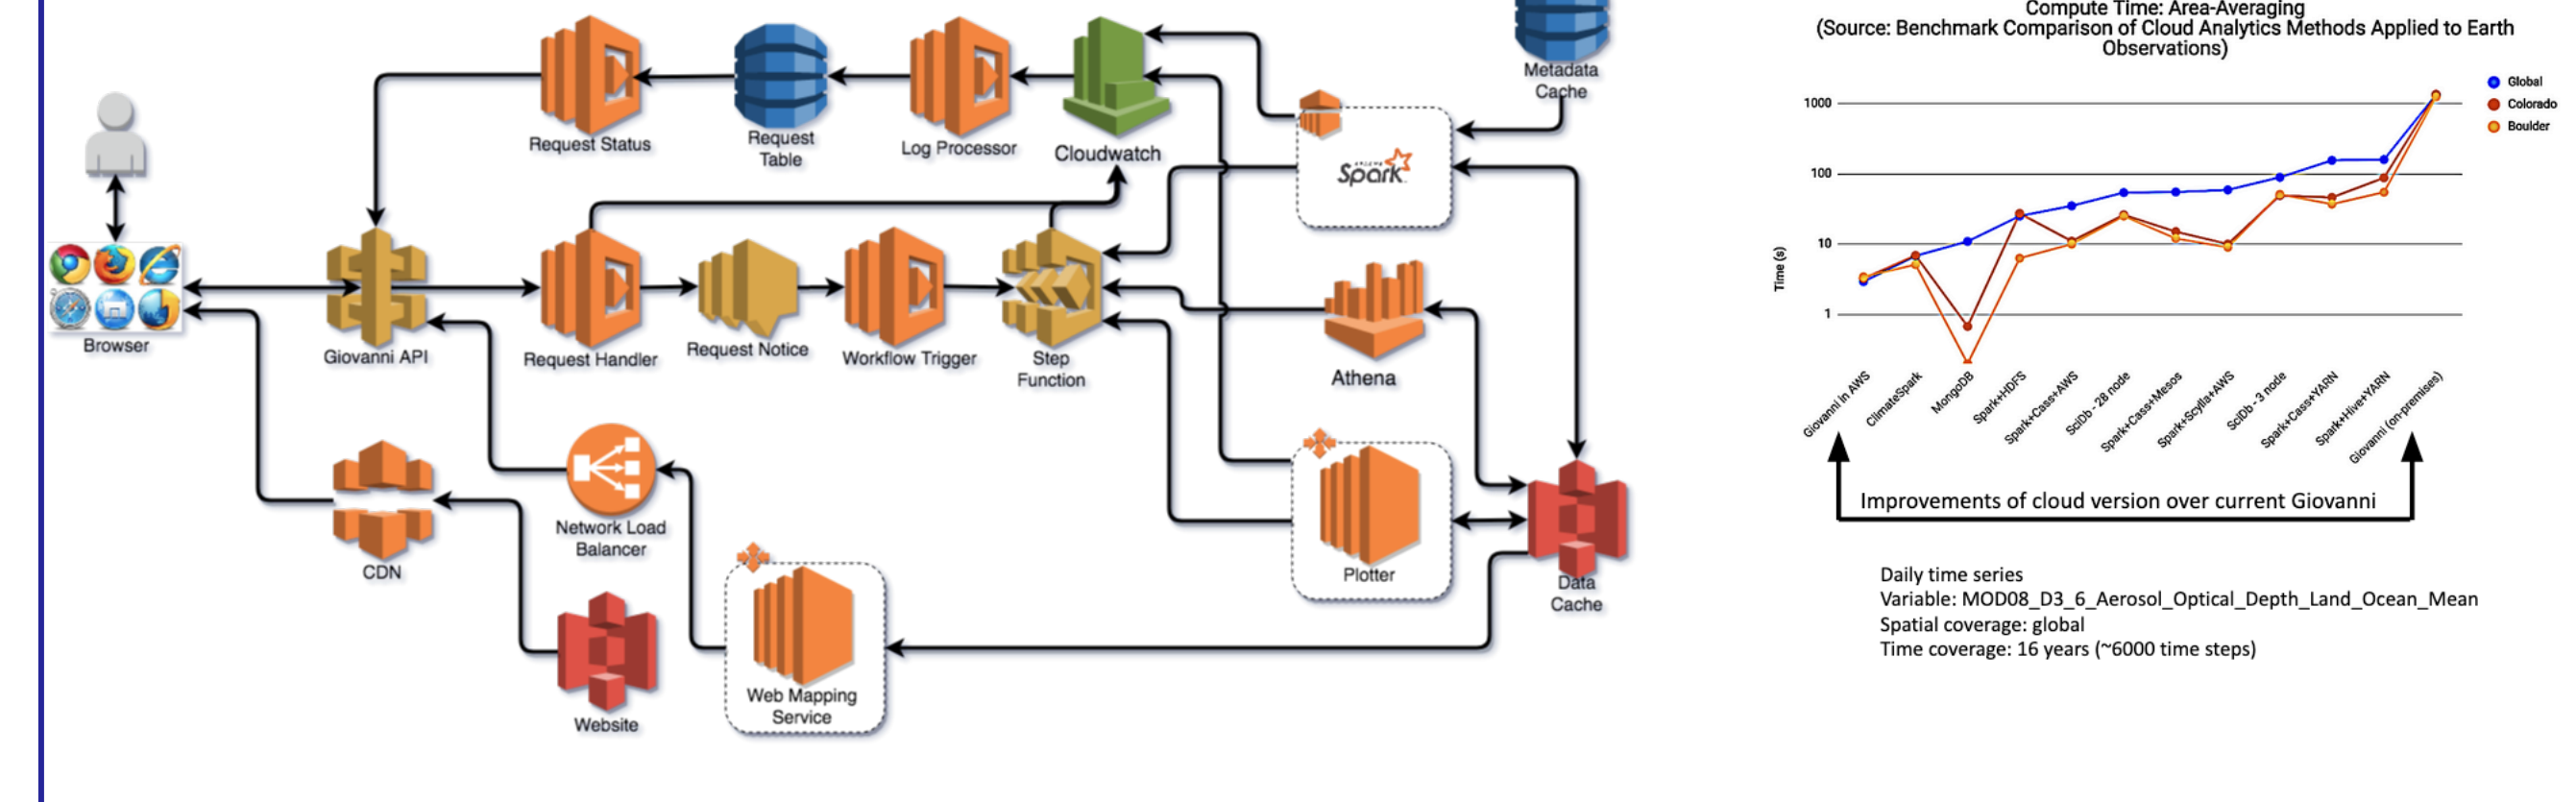 Compute Time: Area-Averaging
(Source: Benchmark Comparison of Cloud Analytics Methods Applied to Earth
Observations)
Metadata
Cache
Request Status
Request
Table
Log Processor
Cloudwatch
Spark
Browser
Giovanni API
Request Handler
Request Notice
Workflow Trigger
Step
Function
Athena
CDN
Network Load
Balancer
Plotter
Data
Cache
Website
Web Mapping
Service
Global
Colorado
Boulder
1000
100
10
1
Time (s)
Giovanni in AWS
ClimateSpark
MongoDB
Spark+HDFS
Spark+Cass+AWS
SciDb - 28 node
Spark+Cass+Mesos
Spark+Scylla+AWS
SciDb - 3 node
Spark+Cass+YARN
Spark+Hive+YARN
Giovanni (on-premises)
Improvements of cloud version over current Giovanni
Daily time series
Variable: MOD08_D3_6_Aerosol_Optical_Depth_Land_Ocean_Mean
Spatial coverage: global
Time coverage: 16 years (~6000 time steps)